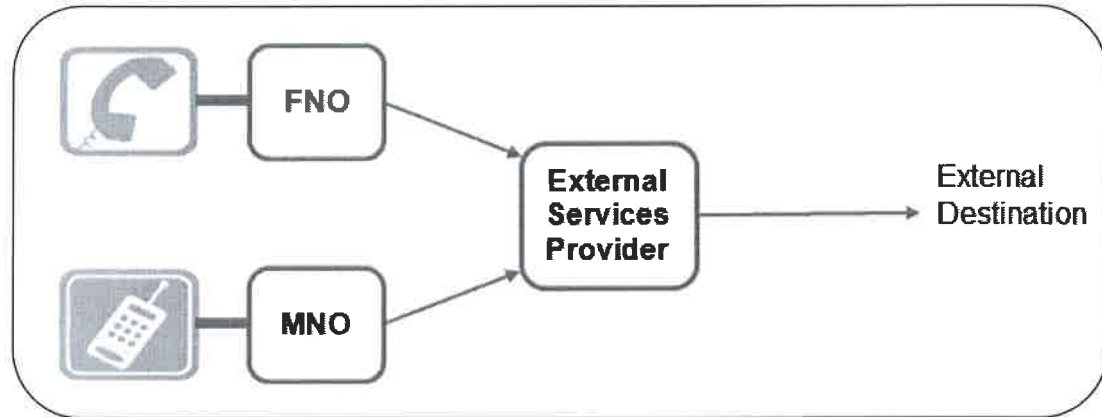 FNO
External
Services
Provider
External
Destination
MNO